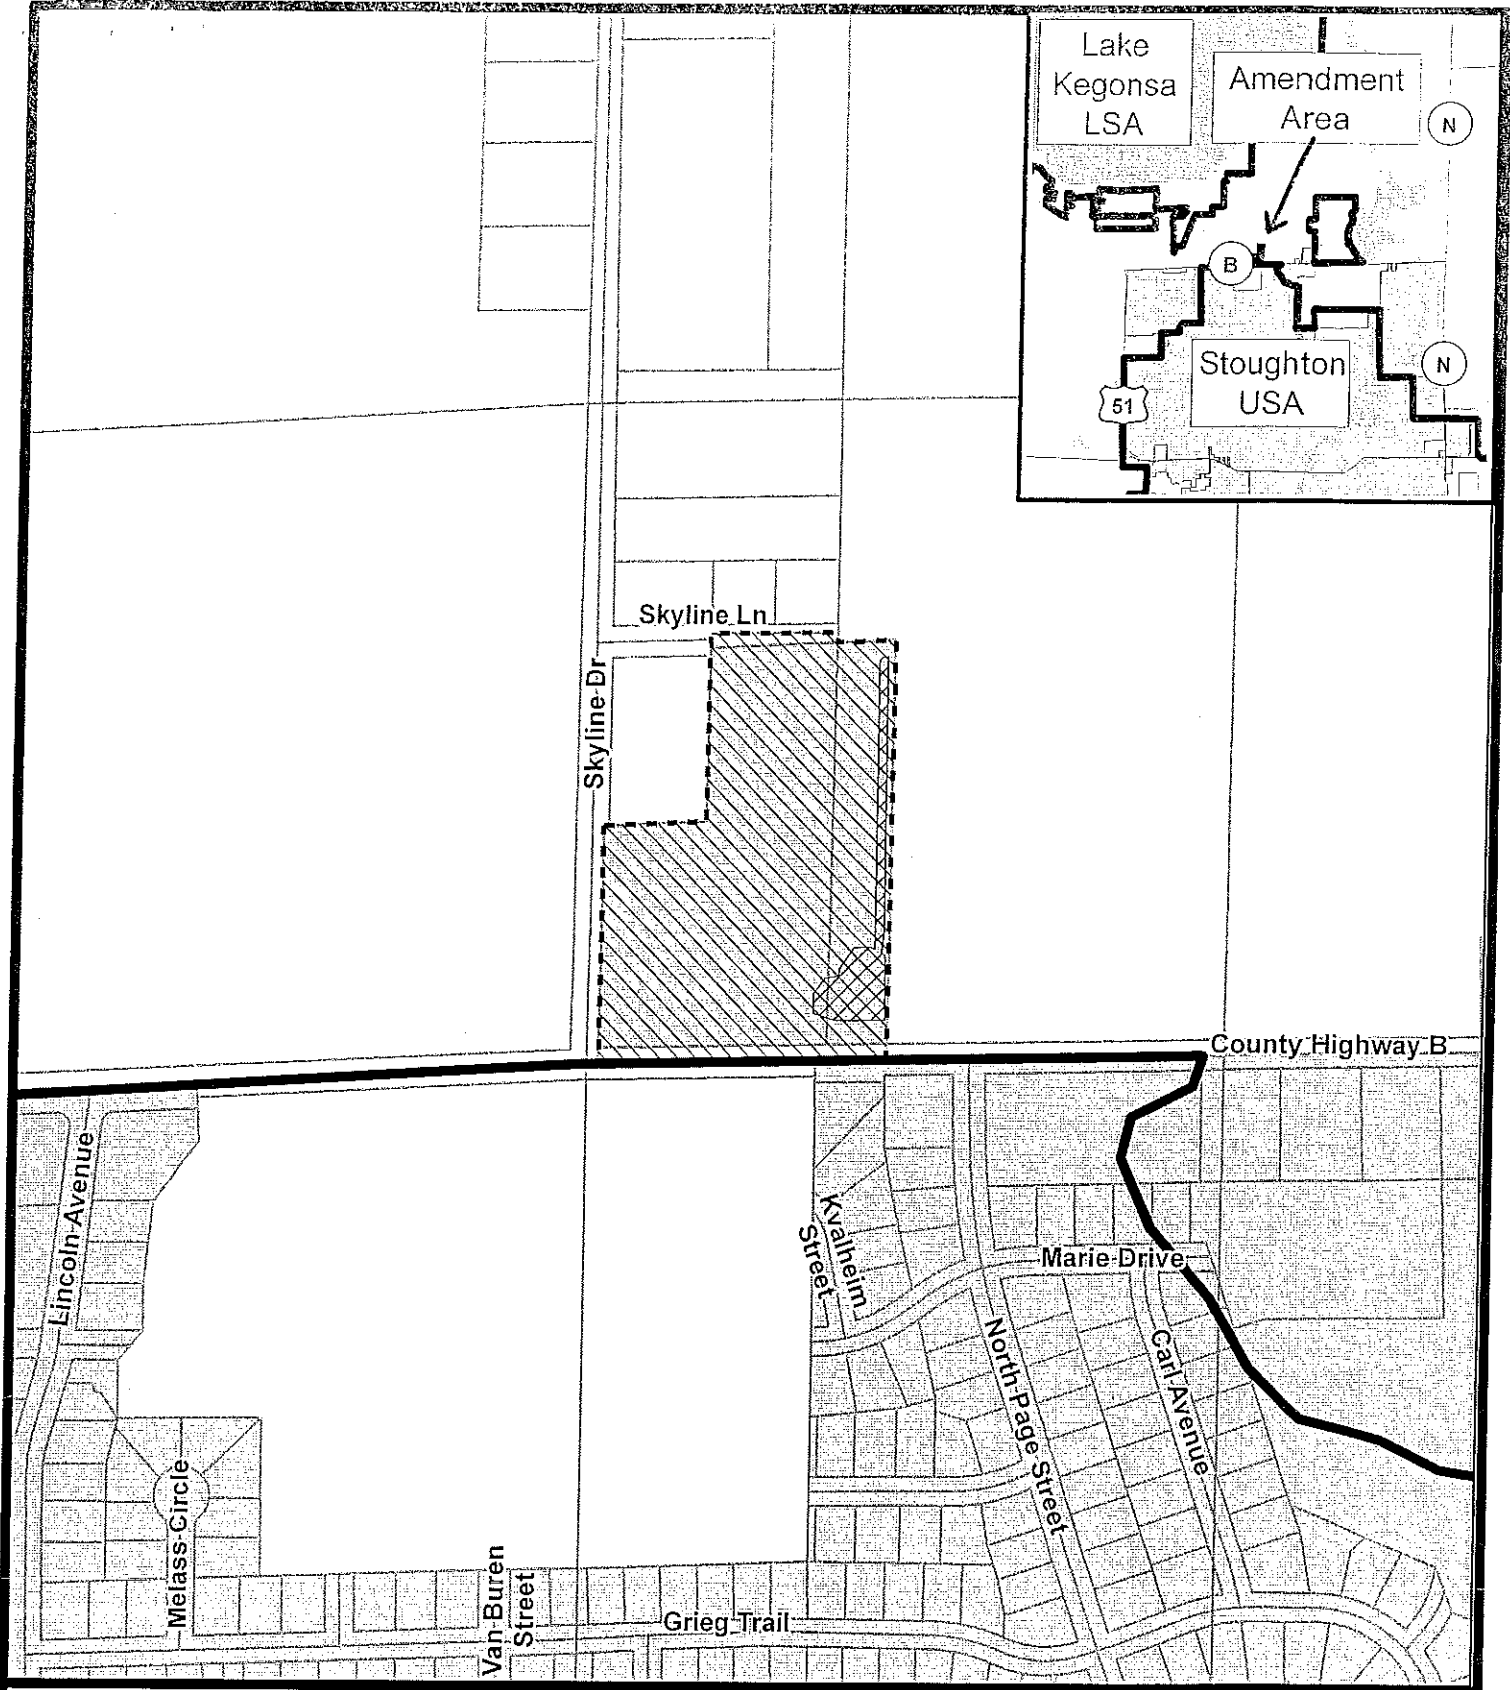 Lake
Kegonsa
LSA
Amendment
Area
N
B
Stoughton
USA
N
51
Skyline Ln
Skyline Dr
County Highway B
Lincoln Avenue
Kvalheim
Street
Marie Drive
North Page Street
Carl Avenue
Melass Circle
Van Buren
Street
Grieg Trail